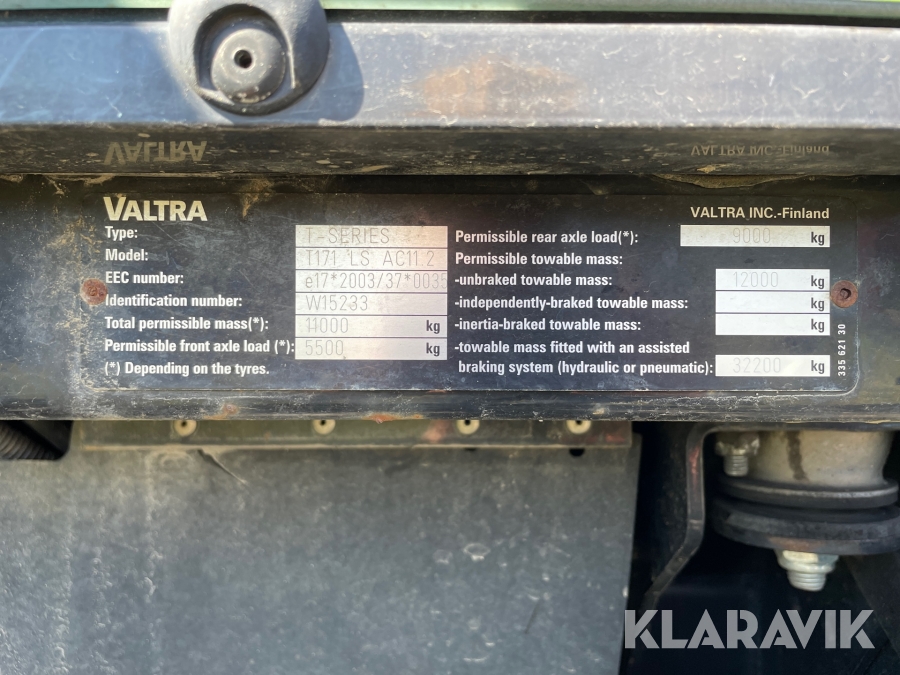 VALTRA
VALTRA INC.-Finland
VALTRA
VALTRA INC.-Finland
Type: T-SERIES
Model: T171 LS AC11.2
EEC number: e17*2003/37*0035
Identification number: W15233
Total permissible mass(*): 11000 kg
Permissible front axle load (*): 5500 kg
(*) Depending on the tyres.
Permissible rear axle load(*): 9000 kg
Permissible towable mass:
-unbraked towable mass: 12000 kg
-independently-braked towable mass: kg
-inertia-braked towable mass: kg
-towable mass fitted with an assisted
braking system (hydraulic or pneumatic): 32200 kg
335 621 30
KLARAVIK